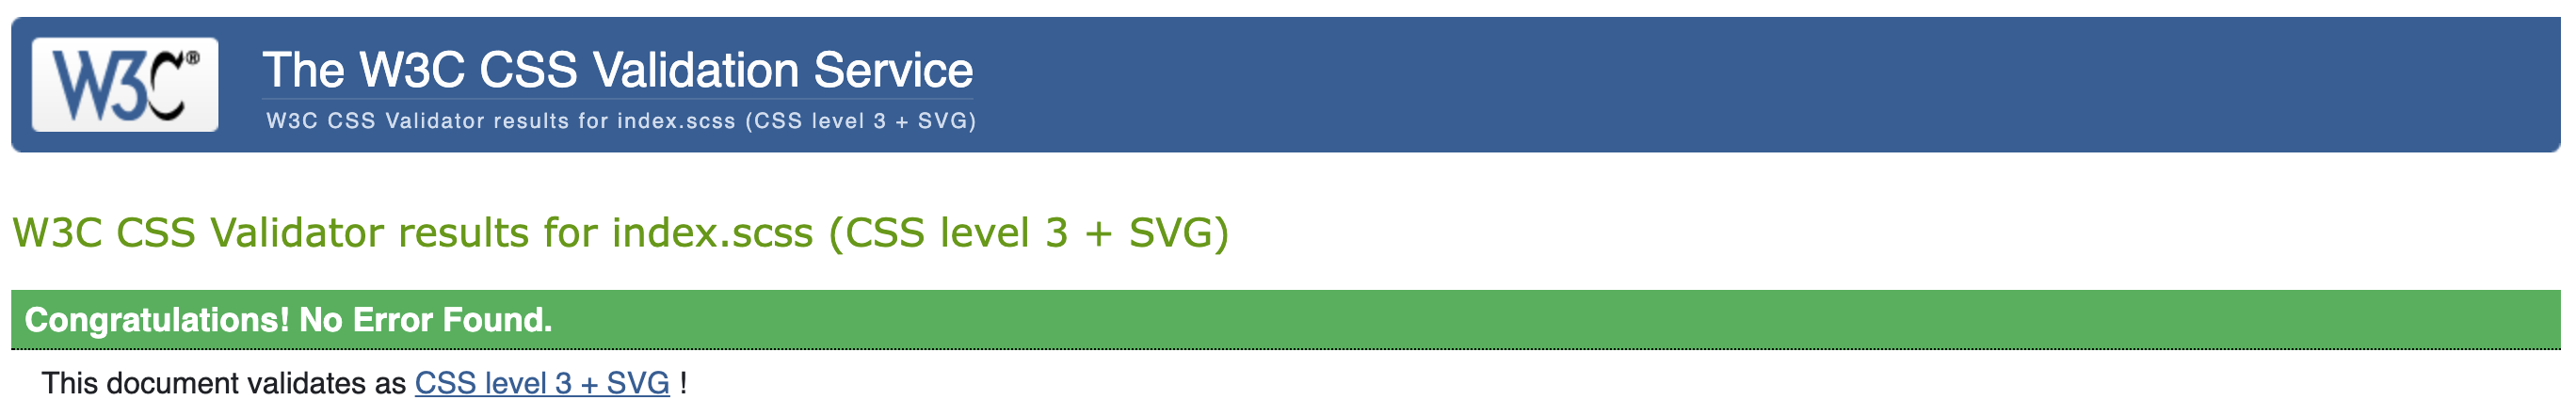 W3C®
The W3C CSS Validation Service
W3C CSS Validator results for index.scss (CSS level 3 + SVG)
W3C CSS Validator results for index.scss (CSS level 3 + SVG)
Congratulations! No Error Found.
This document validates as CSS level 3 + SVG !